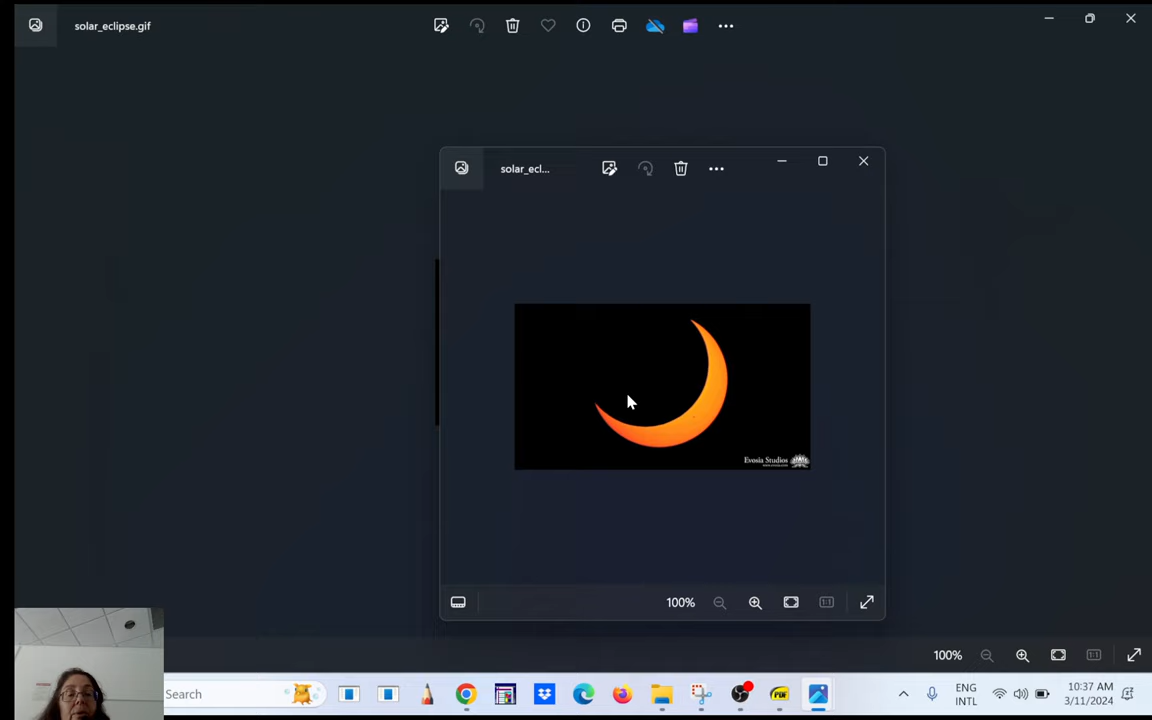 solar_eclipse.gif
solar_ecl...
Evosia Studios
100%
100%
Search
ENG
INTL
10:37 AM
3/11/2024